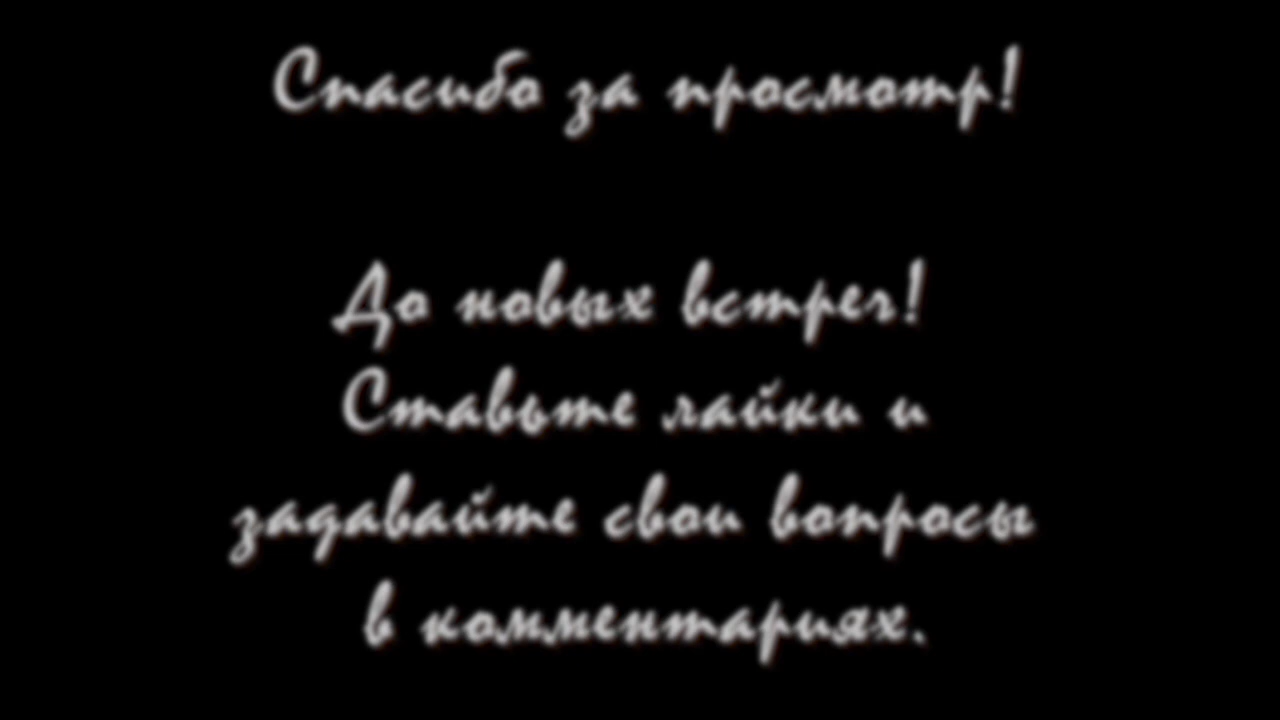 Спасибо за просмотр!
До новых встреч!
Ставьте лайки и
задавайте свои вопросы
в комментариях.